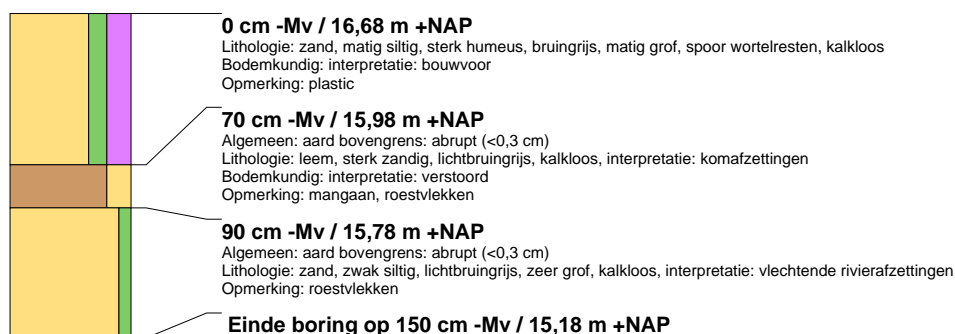 0 cm -Mv / 16,68 m +NAP
Lithologie: zand, matig siltig, sterk humeus, bruingrijs, matig grof, spoor wortelresten, kalkloos
Bodemkundig: interpretatie: bouwvoor
Opmerking: plastic
70 cm -Mv / 15,98 m +NAP
Algemeen: aard bovengrens: abrupt (<0,3 cm)
Lithologie: leem, sterk zandig, lichtbruingrijs, kalkloos, interpretatie: komafzettingen
Bodemkundig: interpretatie: verstoord
Opmerking: mangaan, roestvlekken
90 cm -Mv / 15,78 m +NAP
Algemeen: aard bovengrens: abrupt (<0,3 cm)
Lithologie: zand, zwak siltig, lichtbruingrijs, zeer grof, kalkloos, interpretatie: vlechtende rivierafzettingen
Opmerking: roestvlekken
Einde boring op 150 cm -Mv / 15,18 m +NAP